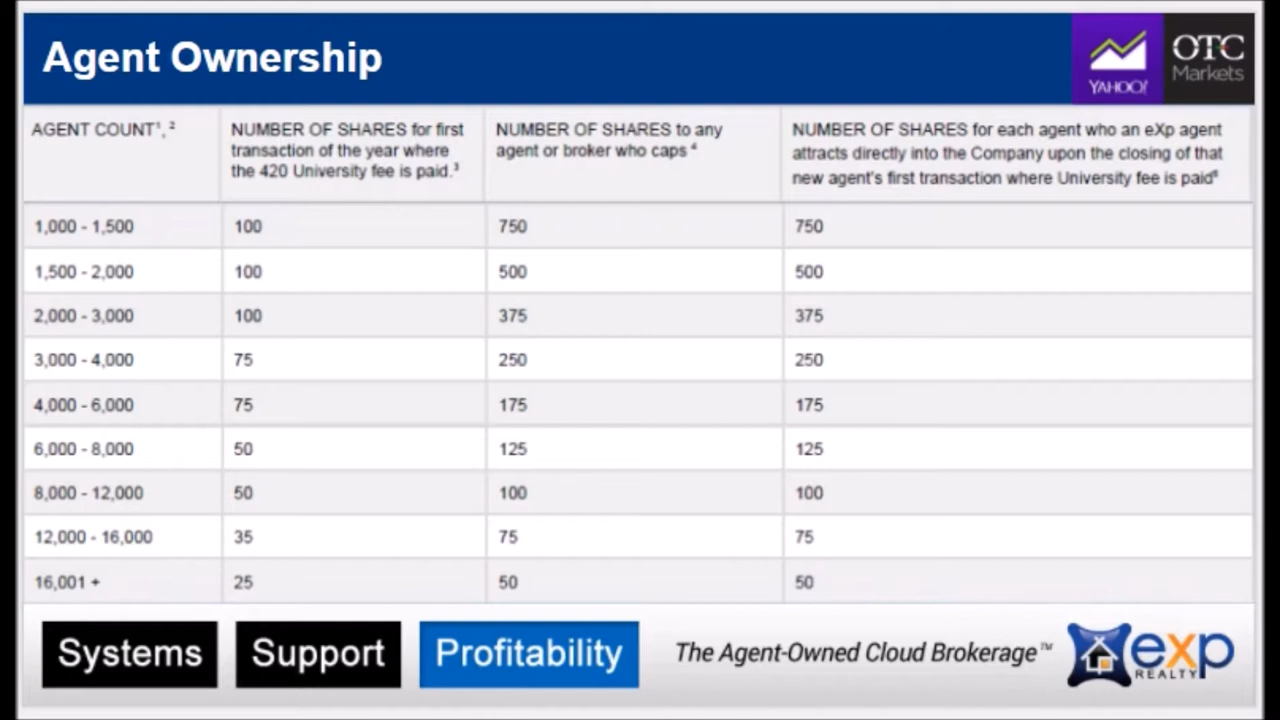 Agent Ownership
YAHOO!
OTC
Markets
AGENT COUNT¹, ²
NUMBER OF SHARES for first
transaction of the year where
the 420 University fee is paid.³
NUMBER OF SHARES to any
agent or broker who caps ⁴
NUMBER OF SHARES for each agent who an eXp agent
attracts directly into the Company upon the closing of that
new agent's first transaction where University fee is paid
1,000 - 1,500 100 750 750
1,500 - 2,000 100 500 500
2,000 - 3,000 100 375 375
3,000 - 4,000 75 250 250
4,000 - 6,000 75 175 175
6,000 - 8,000 50 125 125
8,000 - 12,000 50 100 100
12,000 - 16,000 35 75 75
16,001 + 25 50 50
Systems Support Profitability The Agent-Owned Cloud Brokerage™ exp
REALTY